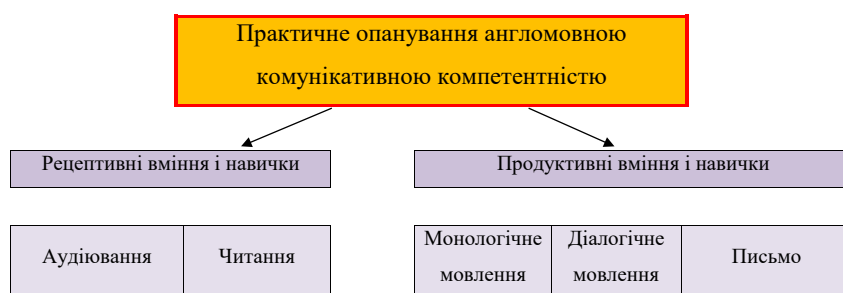 Практичне опанування англомовною
комунікативною компетентністю
Рецептивні вміння і навички
Продуктивні вміння і навички
Аудіювання
Читання
Монологічне
мовлення
Діалогічне
мовлення
Письмо